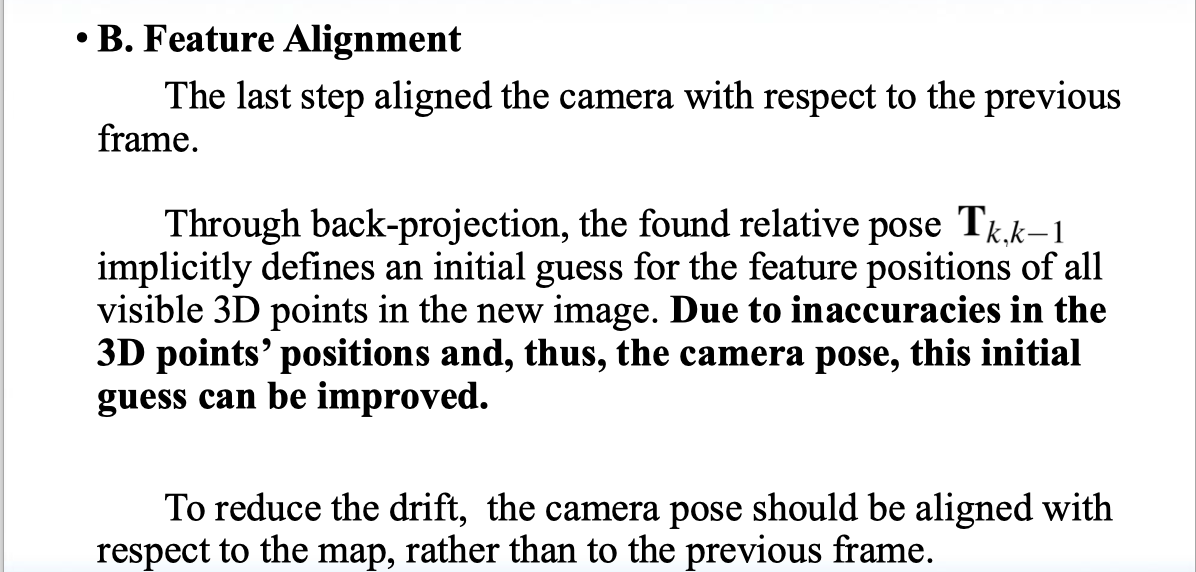 • B. Feature Alignment
The last step aligned the camera with respect to the previous
frame.
Through back-projection, the found relative pose T_{k,k−1}
implicitly defines an initial guess for the feature positions of all
visible 3D points in the new image. Due to inaccuracies in the
3D points’ positions and, thus, the camera pose, this initial
guess can be improved.
To reduce the drift, the camera pose should be aligned with
respect to the map, rather than to the previous frame.